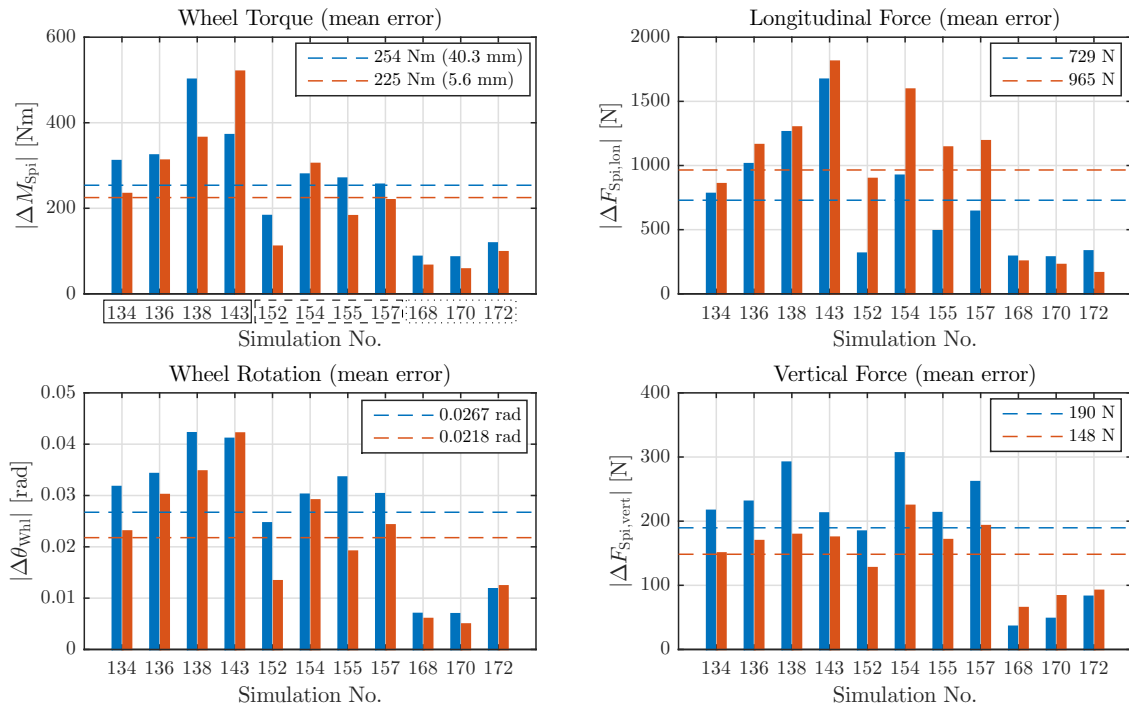 Wheel Torque (mean error)
600
400
200
0
|ΔM_Spi| [Nm]
254 Nm (40.3 mm)
225 Nm (5.6 mm)
134 136 138 143 152 154 155 157 168 170 172
Simulation No.
Longitudinal Force (mean error)
2000
1500
1000
500
0
|ΔF_Spi,lon| [N]
729 N
965 N
134 136 138 143 152 154 155 157 168 170 172
Simulation No.
Wheel Rotation (mean error)
0.05
0.04
0.03
0.02
0.01
0
|Δθ_Whl| [rad]
0.0267 rad
0.0218 rad
134 136 138 143 152 154 155 157 168 170 172
Simulation No.
Vertical Force (mean error)
400
300
200
100
0
|ΔF_Spi,vert| [N]
190 N
148 N
134 136 138 143 152 154 155 157 168 170 172
Simulation No.